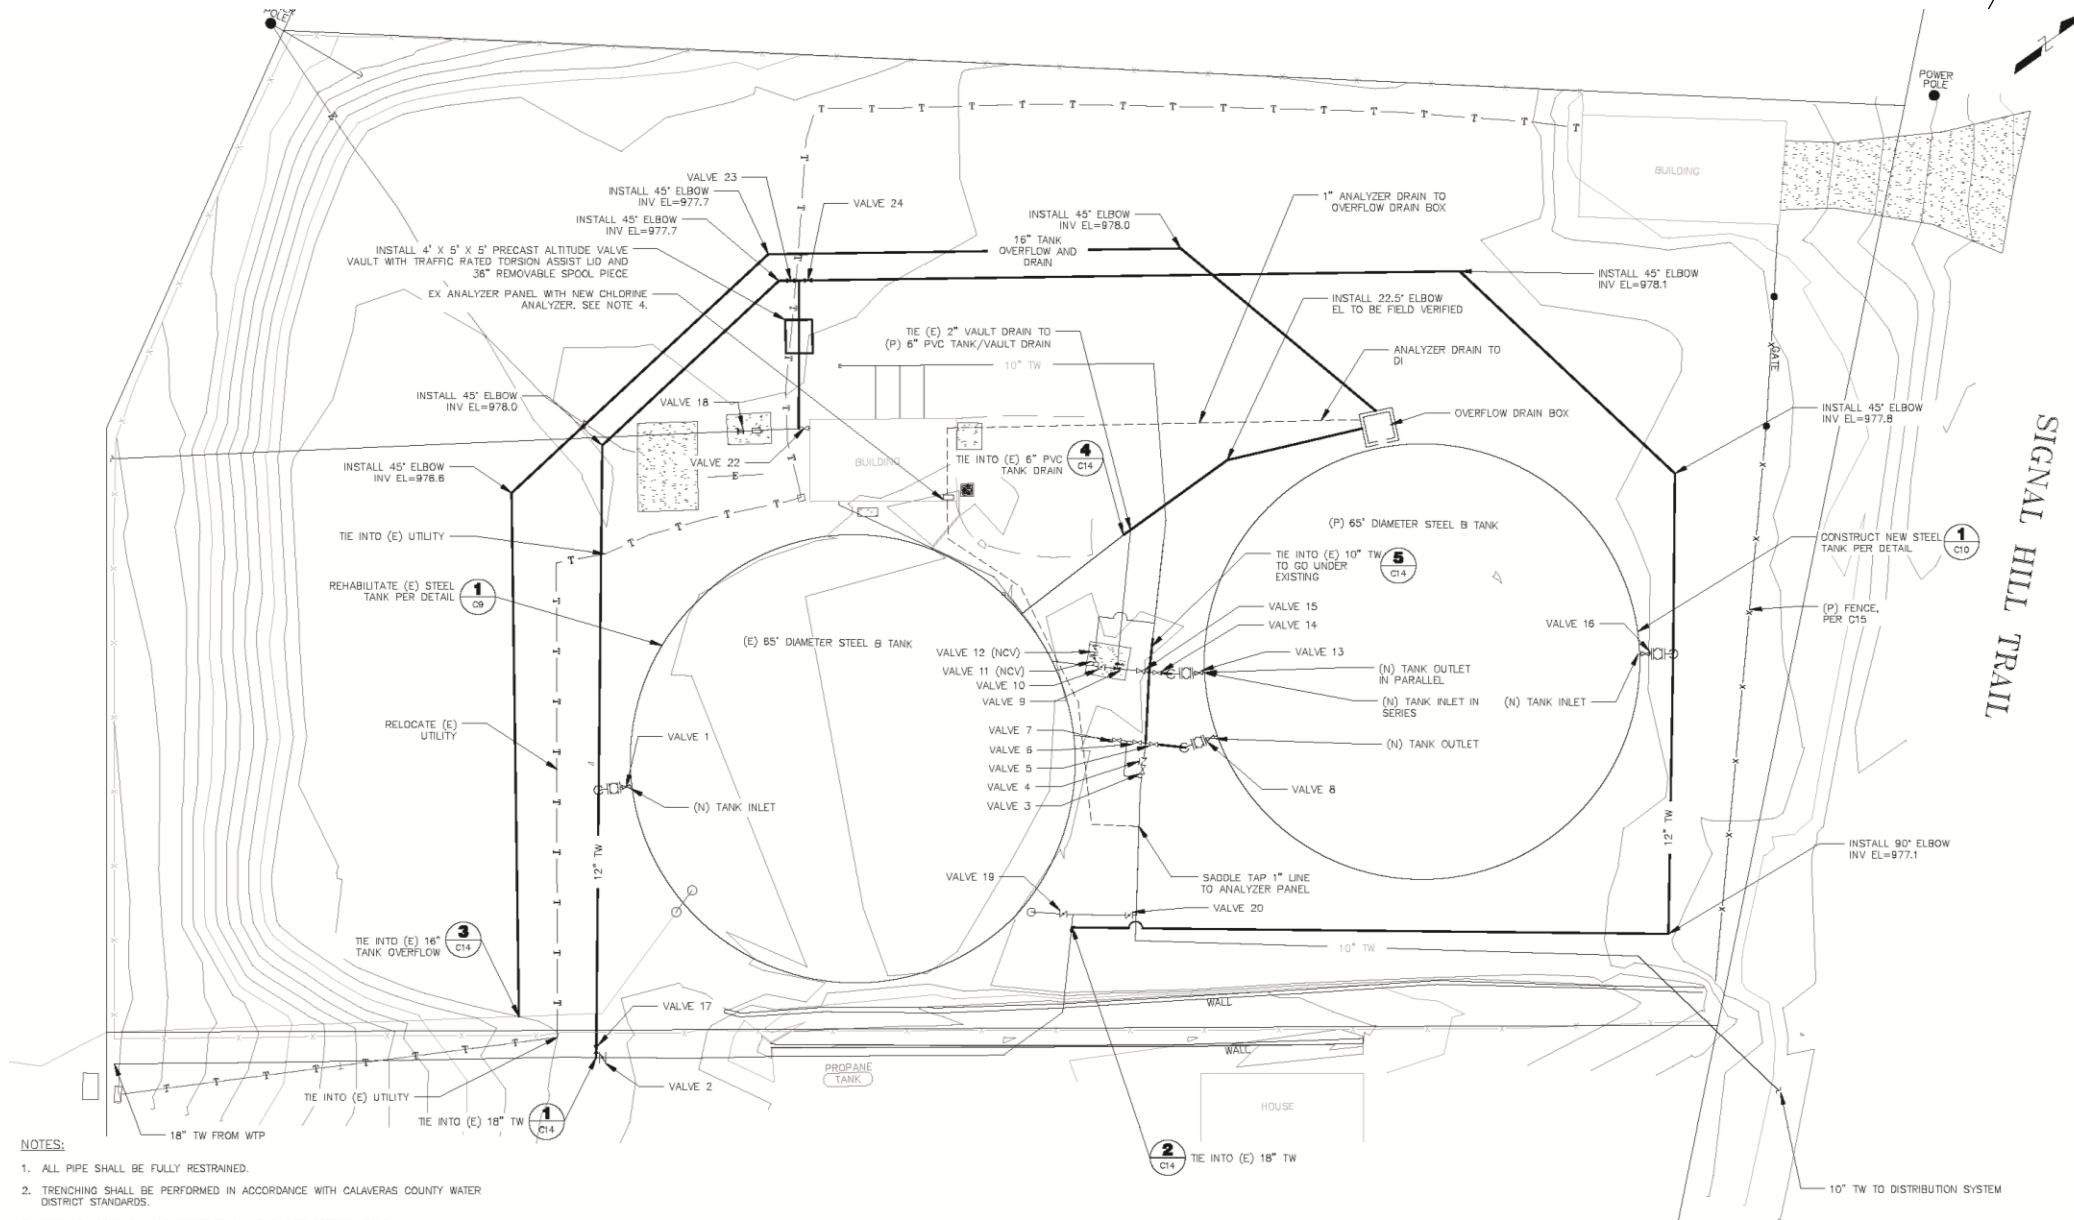 POLE
POWER
POLE
N
BUILDING
VALVE 23
INSTALL 45° ELBOW
INV EL=977.7
VALVE 24
INSTALL 45° ELBOW
INV EL=977.7
INSTALL 45° ELBOW
INV EL=978.0
1" ANALYZER DRAIN TO
OVERFLOW DRAIN BOX
INSTALL 4' X 5' X 5' PRECAST ALTITUDE VALVE
VAULT WITH TRAFFIC RATED TORSION ASSIST LID AND
36" REMOVABLE SPOOL PIECE
16" TANK
OVERFLOW AND
DRAIN
INSTALL 45° ELBOW
INV EL=978.1
EX ANALYZER PANEL WITH NEW CHLORINE
ANALYZER. SEE NOTE 4.
INSTALL 22.5° ELBOW
EL TO BE FIELD VERIFIED
TIE (E) 2" VAULT DRAIN TO
(P) 6" PVC TANK/VAULT DRAIN
10" TW
ANALYZER DRAIN TO
DI
GATE
INSTALL 45° ELBOW
INV EL=978.0
VALVE 18
OVERFLOW DRAIN BOX
INSTALL 45° ELBOW
INV EL=977.8
SIGNAL HILL TRAIL
INSTALL 45° ELBOW
INV EL=976.6
VALVE 22
BUILDING
TIE INTO (E) 6" PVC
TANK DRAIN
4
C14
TIE INTO (E) UTILITY
(P) 65' DIAMETER STEEL B TANK
CONSTRUCT NEW STEEL
TANK PER DETAIL
1
C10
TIE INTO (E) 10" TW
TO GO UNDER
EXISTING
5
C14
REHABILITATE (E) STEEL
TANK PER DETAIL
1
C9
(E) 65' DIAMETER STEEL B TANK
VALVE 15
VALVE 14
VALVE 16
(P) FENCE,
PER C15
VALVE 12 (NCV)
VALVE 11 (NCV)
VALVE 10
VALVE 9
VALVE 13
(N) TANK OUTLET
IN PARALLEL
(N) TANK INLET IN
SERIES
(N) TANK INLET
RELOCATE (E)
UTILITY
VALVE 1
VALVE 7
VALVE 6
VALVE 5
VALVE 4
VALVE 3
(N) TANK OUTLET
VALVE 8
(N) TANK INLET
12" TW
12" TW
INSTALL 90° ELBOW
INV EL=977.1
VALVE 19
SADDLE TAP 1" LINE
TO ANALYZER PANEL
VALVE 20
TIE INTO (E) 16"
TANK OVERFLOW
3
C14
10" TW
VALVE 17
WALL
WALL
PROPANE
TANK
VALVE 2
TIE INTO (E) UTILITY
TIE INTO (E) 18" TW
1
C14
HOUSE
18" TW FROM WTP
2
C14
TIE INTO (E) 18" TW
10" TW TO DISTRIBUTION SYSTEM
NOTES:
1. ALL PIPE SHALL BE FULLY RESTRAINED.
2. TRENCHING SHALL BE PERFORMED IN ACCORDANCE WITH CALAVERAS COUNTY WATER
DISTRICT STANDARDS.